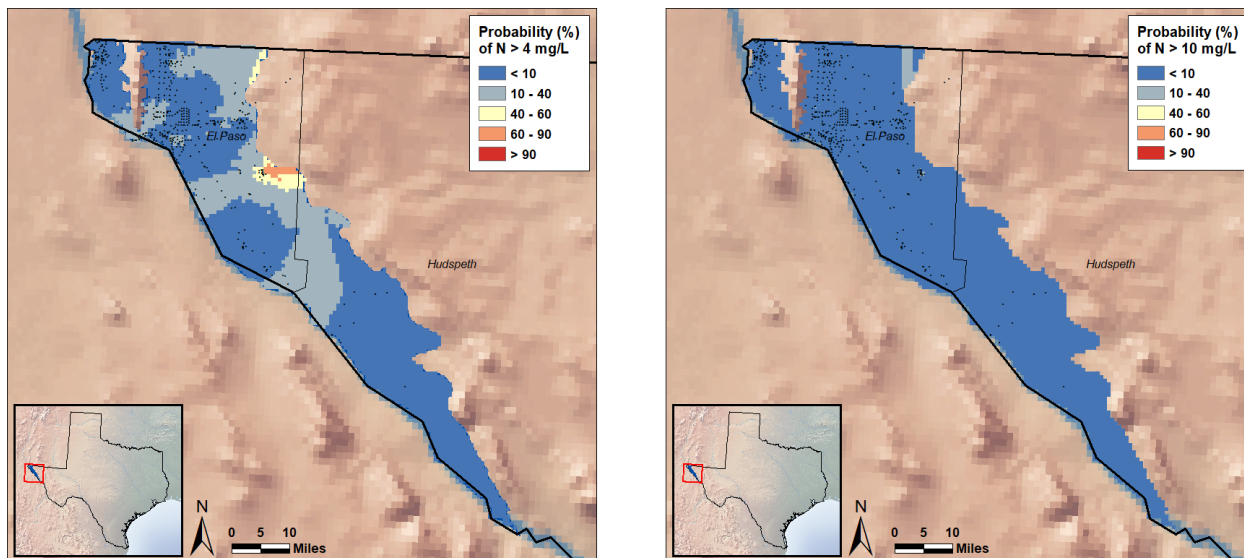 Probability (%)
of N > 4 mg/L
< 10
10 - 40
40 - 60
60 - 90
> 90
El Paso
Hudspeth
N
0 5 10
Miles
Probability (%)
of N > 10 mg/L
< 10
10 - 40
40 - 60
60 - 90
> 90
El Paso
Hudspeth
N
0 5 10
Miles